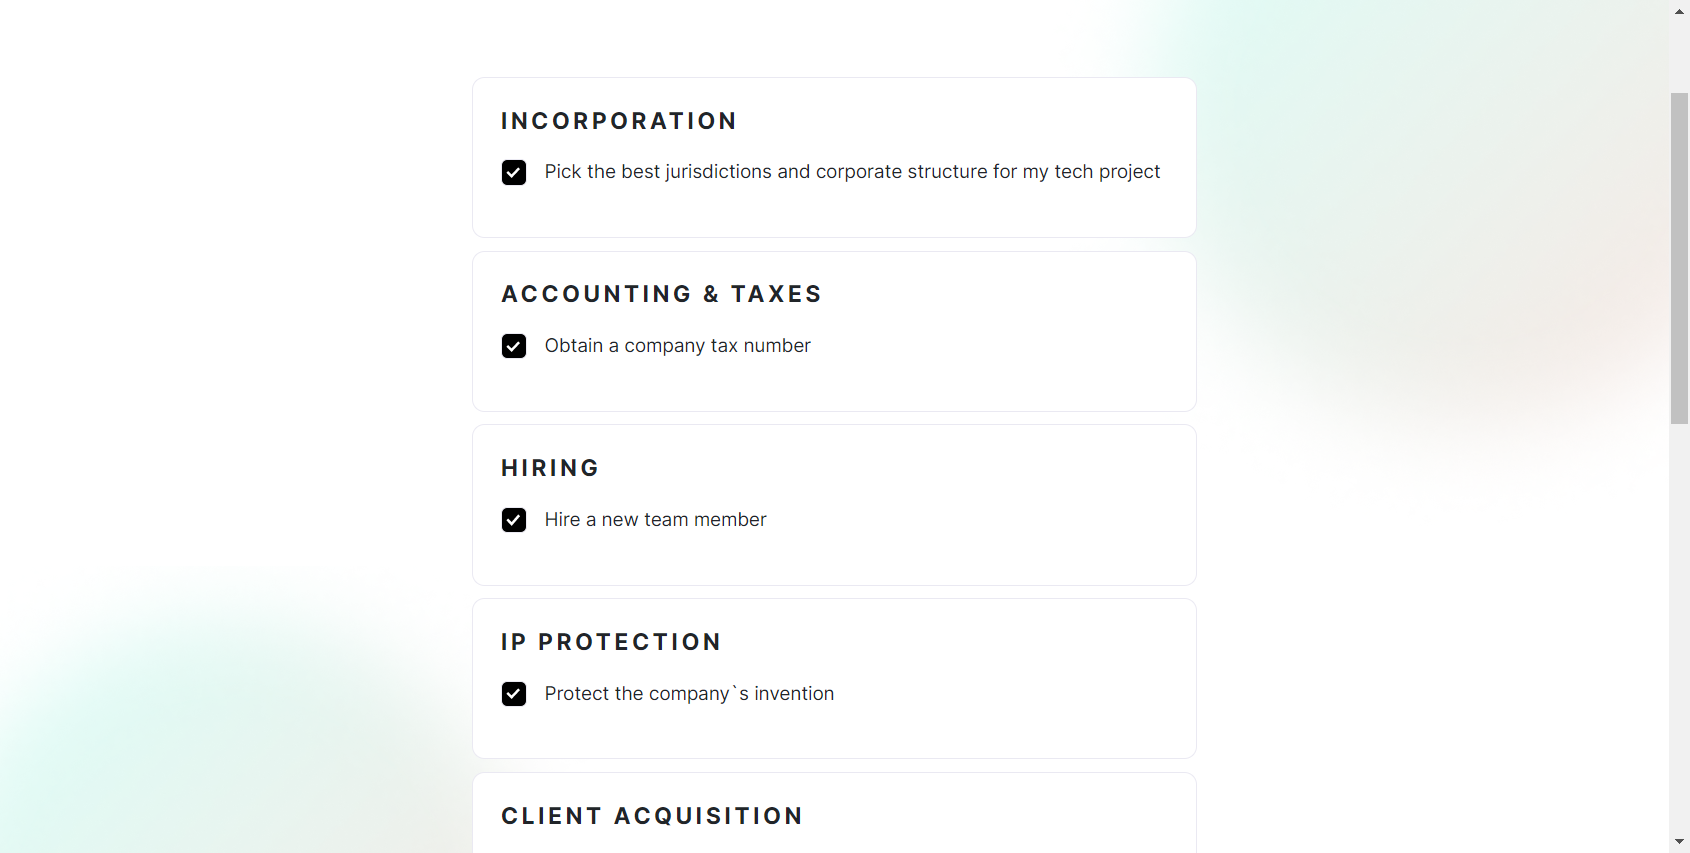 INCORPORATION
Pick the best jurisdictions and corporate structure for my tech project
ACCOUNTING & TAXES
Obtain a company tax number
HIRING
Hire a new team member
IP PROTECTION
Protect the company`s invention
CLIENT ACQUISITION